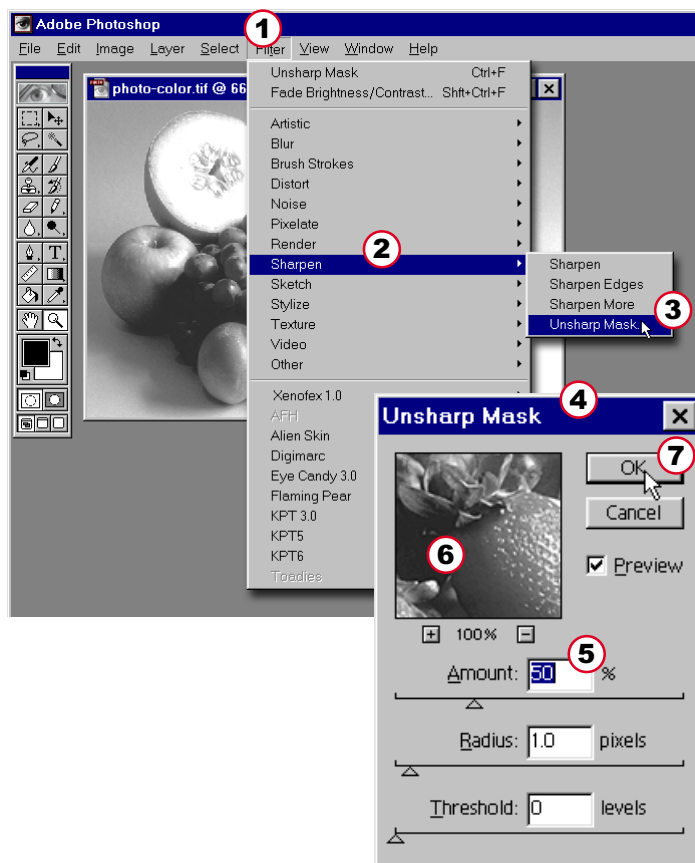 Adobe Photoshop
1
File Edit Image Layer Select Filter View Window Help
photo-color.tif @ 66
Unsharp Mask Ctrl+F
Fade Brightness/Contrast... Shft+Ctrl+F
Artistic
Blur
Brush Strokes
Distort
Noise
Pixelate
Render
2
Sharpen
Sketch
Stylize
Texture
Video
Other
Sharpen
Sharpen Edges
Sharpen More
3
Unsharp Mask..
Xenofex 1.0
AFH
Alien Skin
Digimarc
Eye Candy 3.0
Flaming Pear
KPT 3.0
KPT5
KPT6
Toadies
T
4
Unsharp Mask
7
OK
Cancel
Preview
6
+ 100% −
5
Amount: 50 %
Radius: 1.0 pixels
Threshold: 0 levels